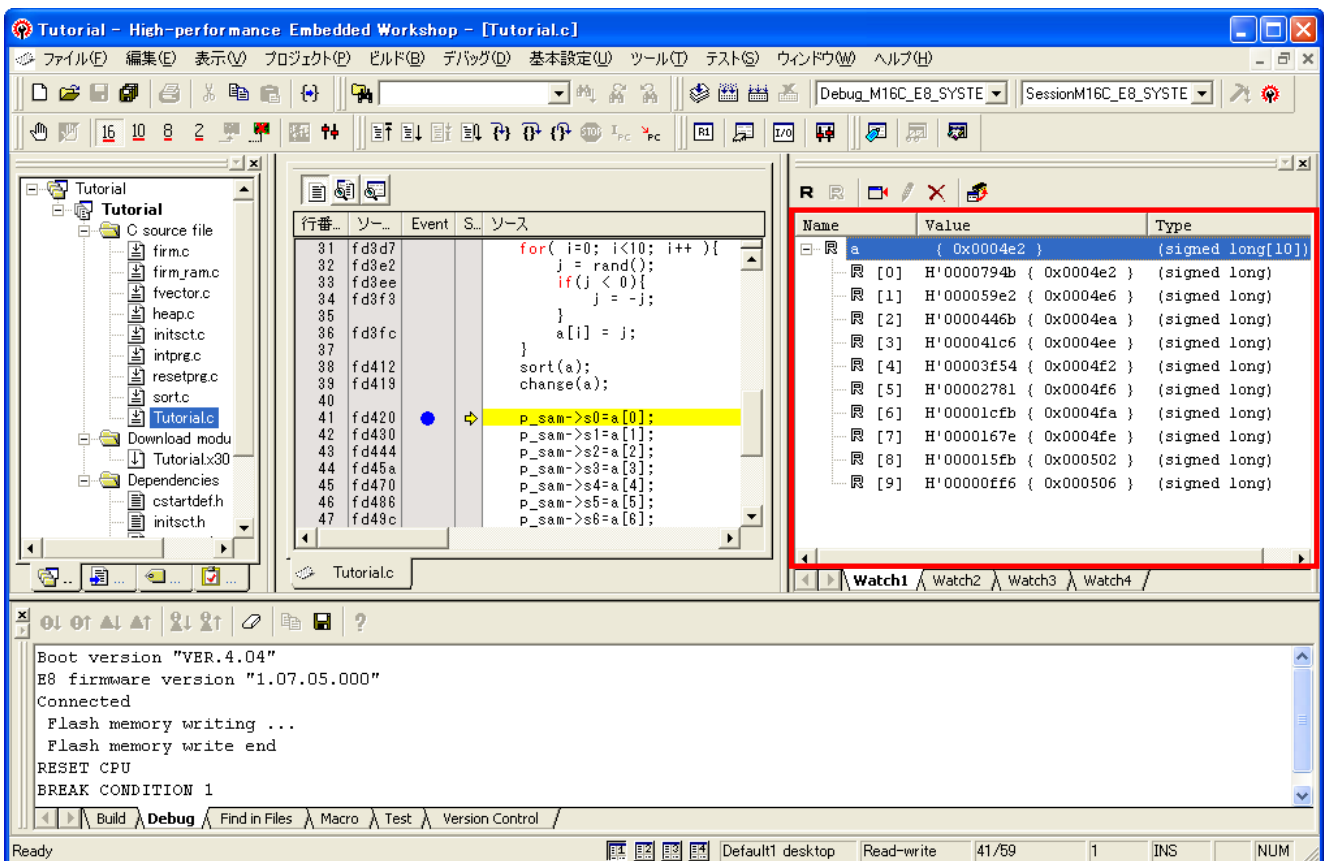 Tutorial - High-performance Embedded Workshop - [Tutorial.c]
ファイル(F) 編集(E) 表示(V) プロジェクト(P) ビルド(B) デバッグ(D) 基本設定(U) ツール(T) テスト(S) ウィンドウ(W) ヘルプ(H)
Debug_M16C_E8_SYSTE SessionM16C_E8_SYSTE
16 10 8 2 STOP PC PC R1 I/O
Tutorial
Tutorial
C source file
firm.c
firm_ram.c
fvector.c
heap.c
initsct.c
intprg.c
resetprg.c
sort.c
Tutorial.c
Download modu
Tutorial.x30
Dependencies
cstartdef.h
initsct.h
行番... ソー... Event S... ソース
31 fd3d7 for( i=0; i<10; i++ ){
32 fd3e2 j = rand();
33 fd3ee if(j < 0){
34 fd3f3 j = -j;
35 }
36 fd3fc a[i] = j;
37 }
38 fd412 sort(a);
39 fd419 change(a);
40
41 fd420 p_sam->s0=a[0];
42 fd430 p_sam->s1=a[1];
43 fd444 p_sam->s2=a[2];
44 fd45a p_sam->s3=a[3];
45 fd470 p_sam->s4=a[4];
46 fd486 p_sam->s5=a[5];
47 fd49c p_sam->s6=a[6];
Tutorial.c
R R
Name Value Type
R a { 0x0004e2 } (signed long[10])
R [0] H'0000794b { 0x0004e2 } (signed long)
R [1] H'000059e2 { 0x0004e6 } (signed long)
R [2] H'0000446b { 0x0004ea } (signed long)
R [3] H'000041c6 { 0x0004ee } (signed long)
R [4] H'00003f54 { 0x0004f2 } (signed long)
R [5] H'00002781 { 0x0004f6 } (signed long)
R [6] H'00001cfb { 0x0004fa } (signed long)
R [7] H'0000167e { 0x0004fe } (signed long)
R [8] H'000015fb { 0x000502 } (signed long)
R [9] H'00000ff6 { 0x000506 } (signed long)
Watch1 Watch2 Watch3 Watch4
Boot version "VER.4.04"
E8 firmware version "1.07.05.000"
Connected
Flash memory writing ...
Flash memory write end
RESET CPU
BREAK CONDITION 1
Build Debug Find in Files Macro Test Version Control
Ready 1 2 3 4 Default1 desktop Read-write 41/59 1 INS NUM